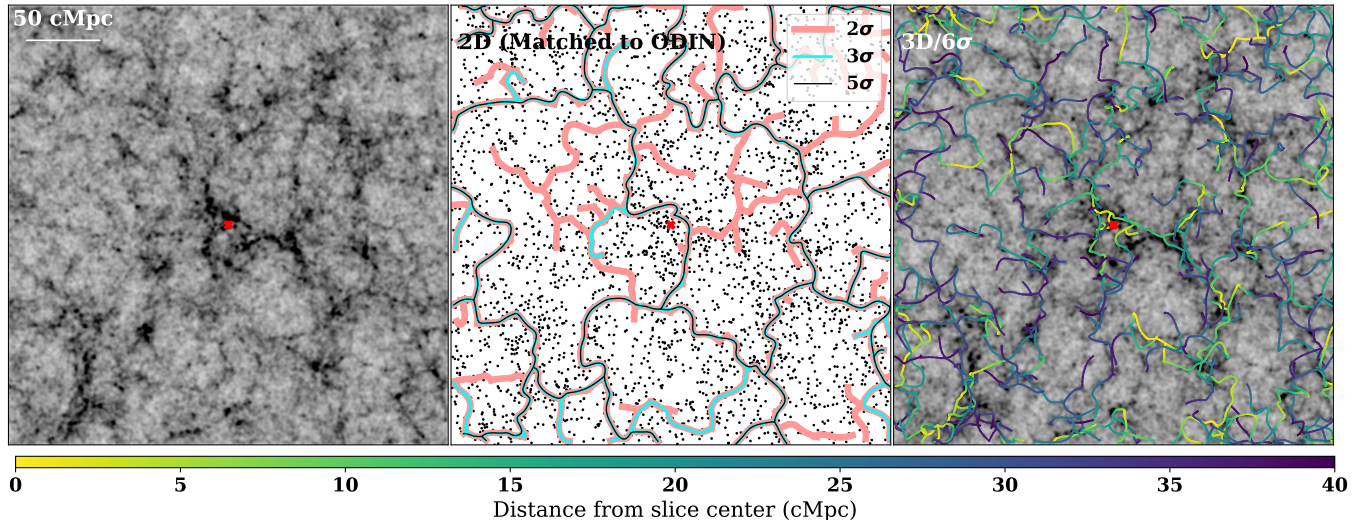 50 cMpc
2D (Matched to ODIN)
2σ
3σ
5σ
3D/6σ
0 5 10 15 20 25 30 35 40
Distance from slice center (cMpc)